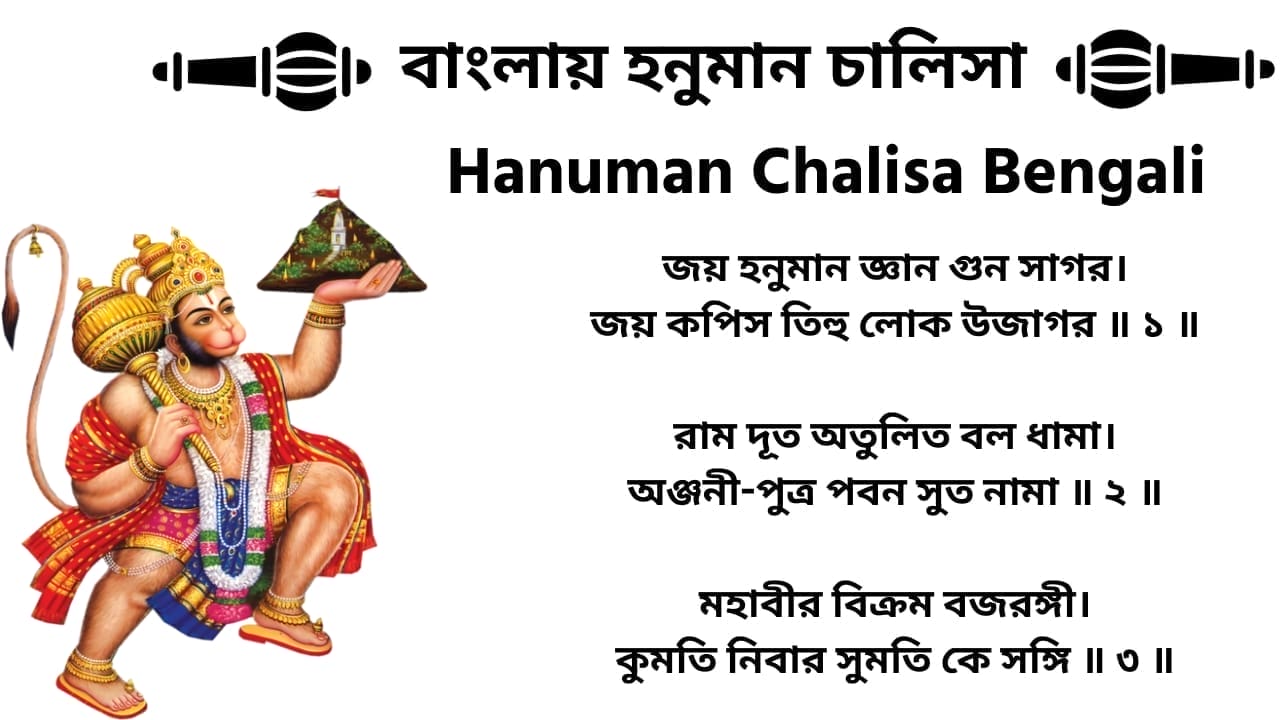 বাংলায় হনুমান চালিসা
Hanuman Chalisa Bengali
জয় হনুমান জ্ঞান গুন সাগর।
জয় কপিস তিহু লোক উজাগর ॥ ১ ॥
রাম দূত অতুলিত বল ধামা।
অঞ্জনী-পুত্র পবন সুত নামা ॥ ২ ॥
মহাবীর বিক্রম বজরঙ্গী।
কুমতি নিবার সুমতি কে সঙ্গি ॥ ৩ ॥